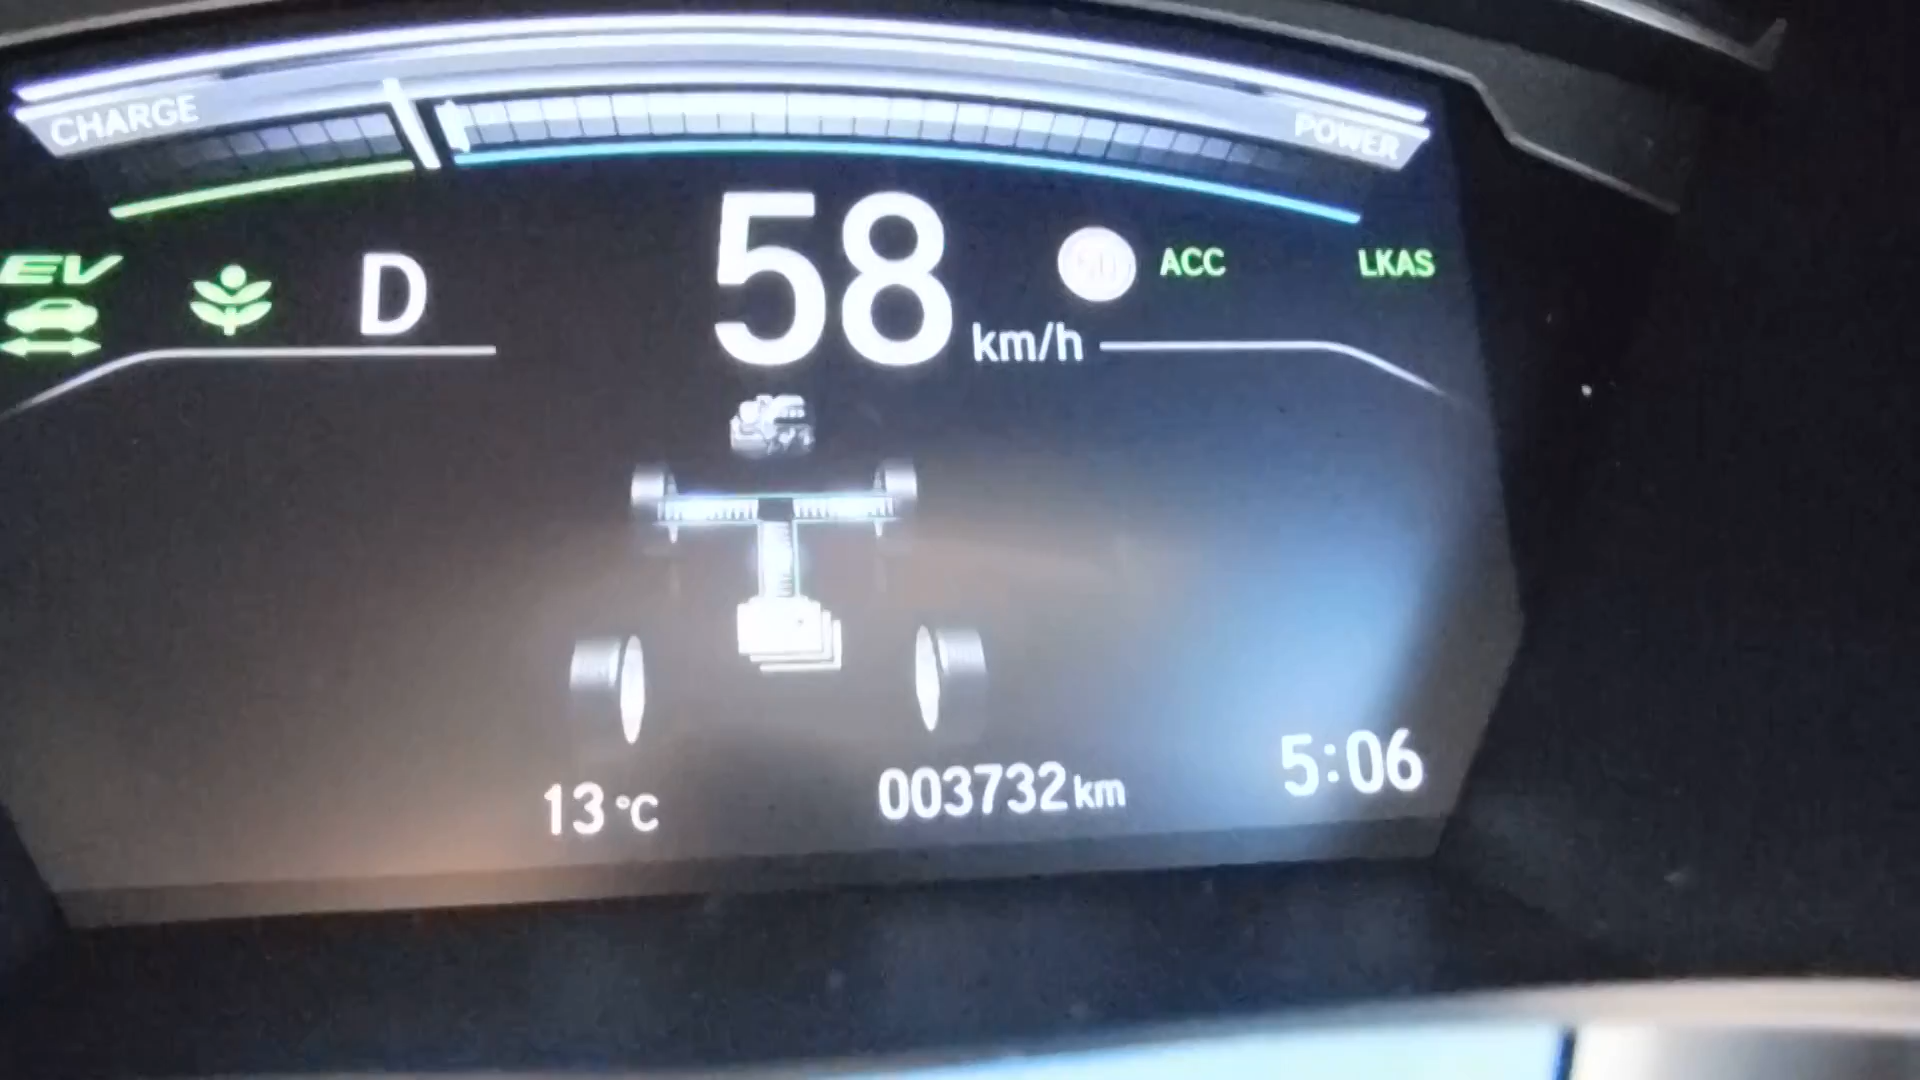 CHARGE
POWER
EV
D
58 km/h
ACC
LKAS
13 °C
003732 km
5:06